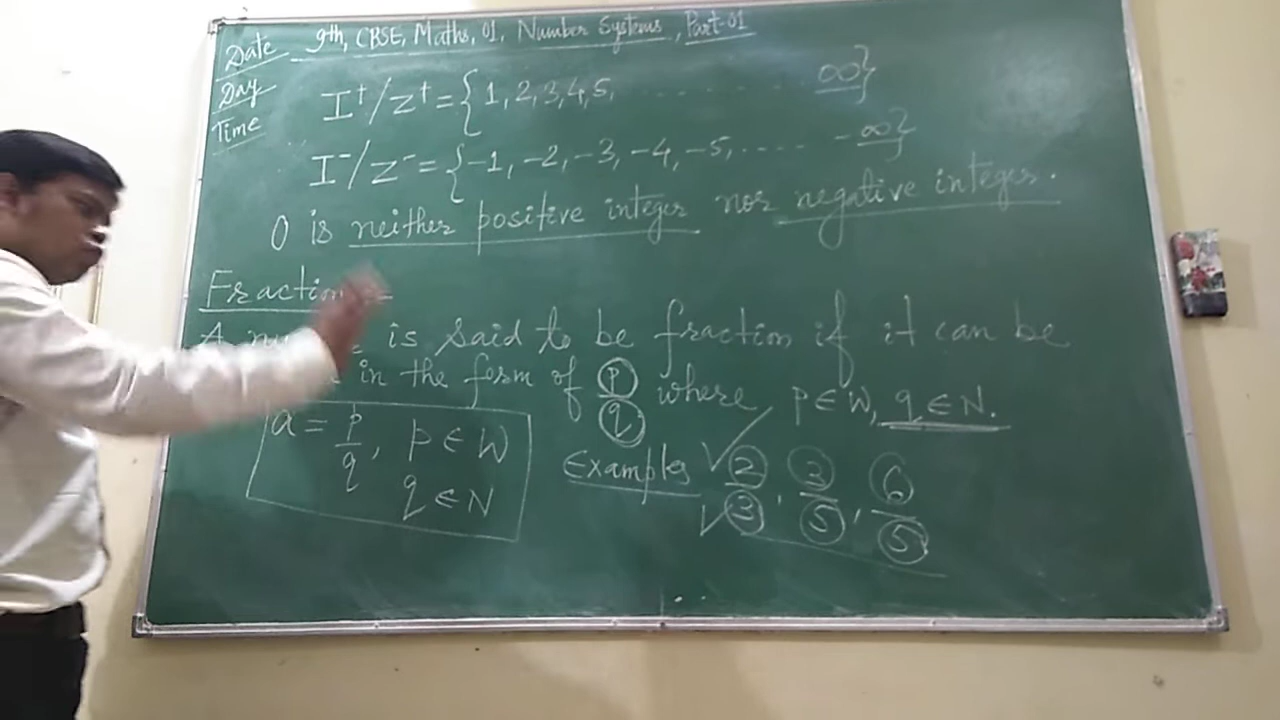 Date 9th, CBSE, Maths, 01, Number Systems, Part-01
Day
Time
I⁺/Z⁺ = {1, 2, 3, 4, 5, .......... ∞}
I⁻/Z⁻ = {-1, -2, -3, -4, -5, .... -∞}
0 is neither positive integer nor negative integer.
Fraction
A is said to be fraction if it can be
in the form of p/q where p ∈ W, q ∈ N.
a = p/q, p ∈ W
q ∈ N
Examples 2/3, 3/5, 6/5